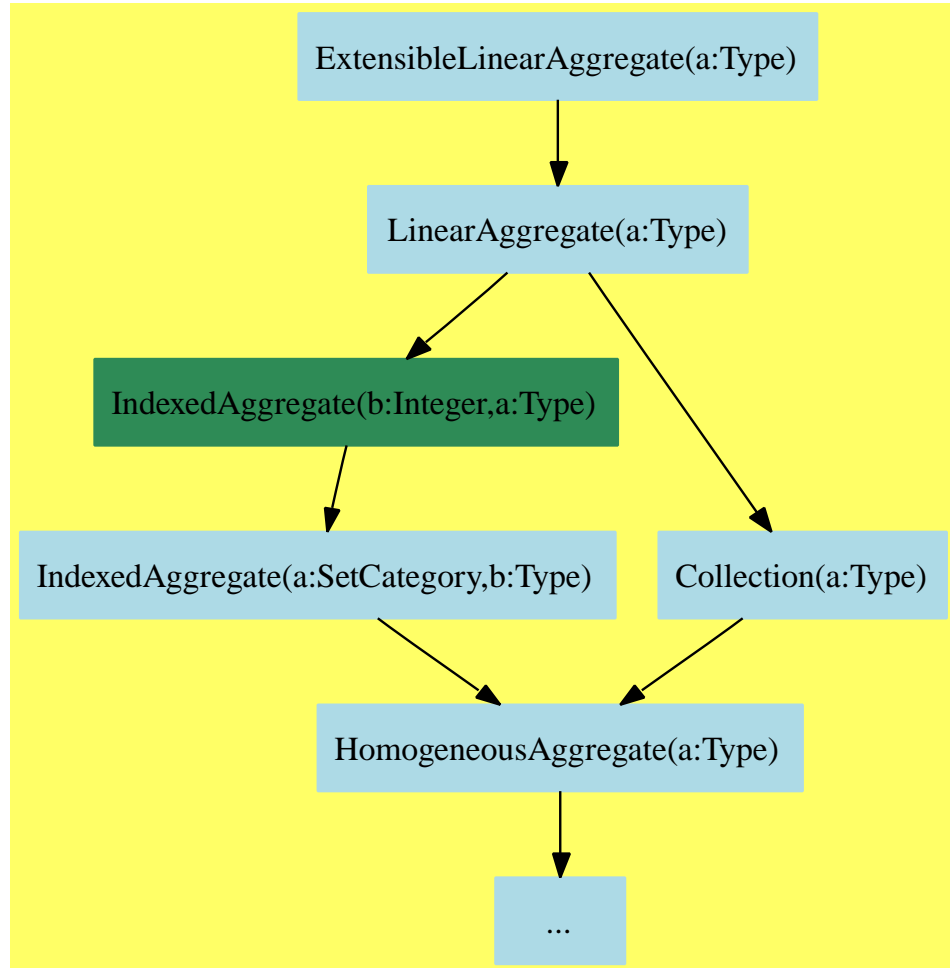 ExtensibleLinearAggregate(a:Type)
LinearAggregate(a:Type)
IndexedAggregate(b:Integer,a:Type)
IndexedAggregate(a:SetCategory,b:Type)
Collection(a:Type)
HomogeneousAggregate(a:Type)
...